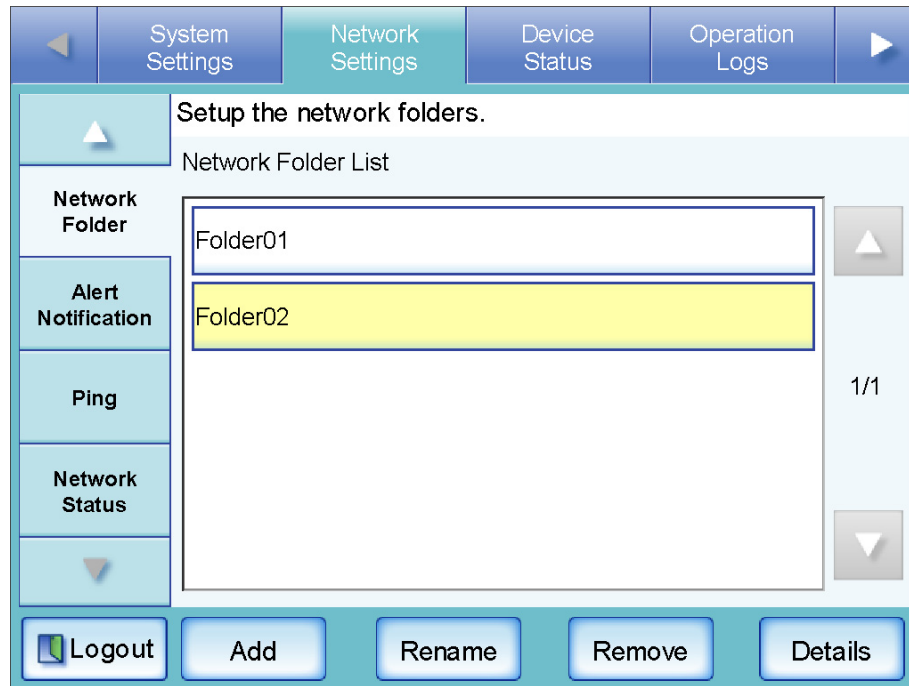 System
Settings
Network
Settings
Device
Status
Operation
Logs
Setup the network folders.
Network Folder List
Network
Folder
Folder01
Alert
Notification
Folder02
Ping
1/1
Network
Status
Logout
Add
Rename
Remove
Details